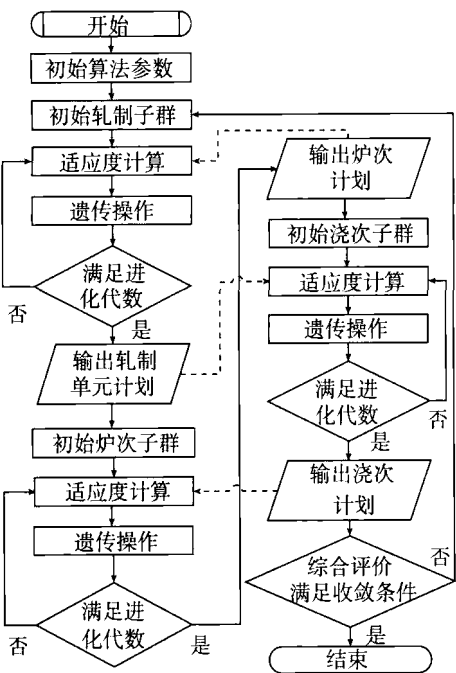 开始
初始算法参数
初始轧制子群
适应度计算
遗传操作
满足进
化代数
否
是
输出轧制
单元计划
初始炉次子群
适应度计算
遗传操作
满足进
化代数
否
是
输出炉次
计划
初始浇次子群
适应度计算
遗传操作
满足进
化代数
否
是
输出浇次
计划
综合评价
满足收敛条件
否
是
结束